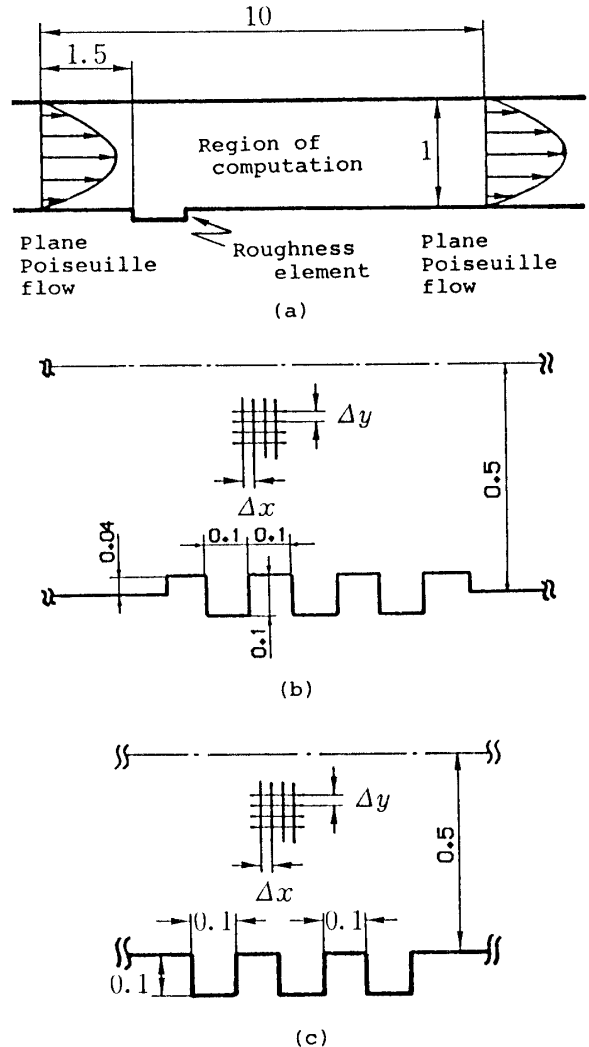 10
1.5
Region of
computation
1
Plane
Poiseuille
flow
Roughness
element
Plane
Poiseuille
flow
(a)
Δy
Δx
0.5
0.04
0.1
0.1
0.1
(b)
Δy
Δx
0.5
0.1
0.1
0.1
(c)